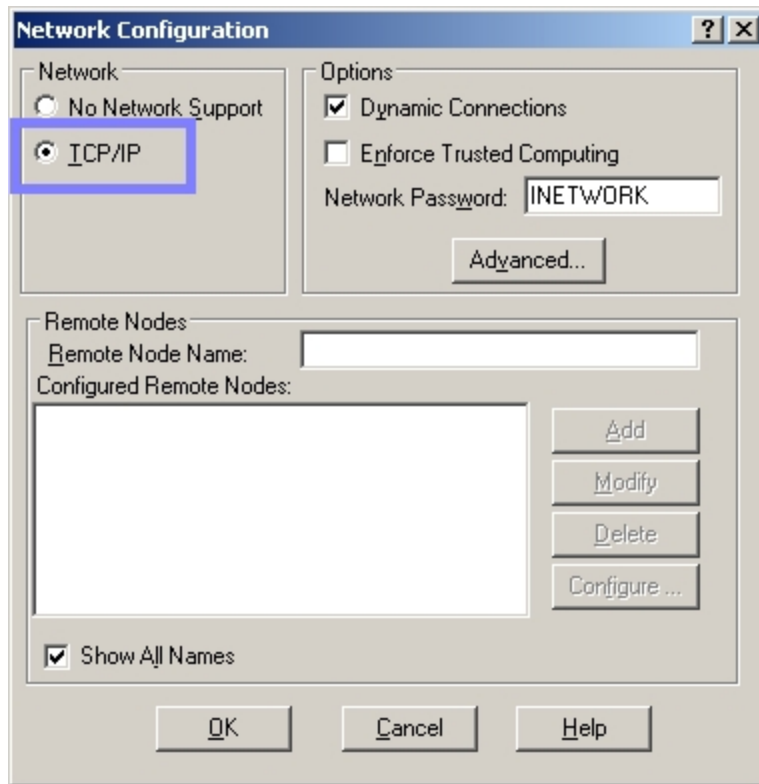 Network Configuration
Network
No Network Support
TCP/IP
Options
Dynamic Connections
Enforce Trusted Computing
Network Password: INETWORK
Advanced...
Remote Nodes
Remote Node Name:
Configured Remote Nodes:
Add
Modify
Delete
Configure ...
Show All Names
OK Cancel Help